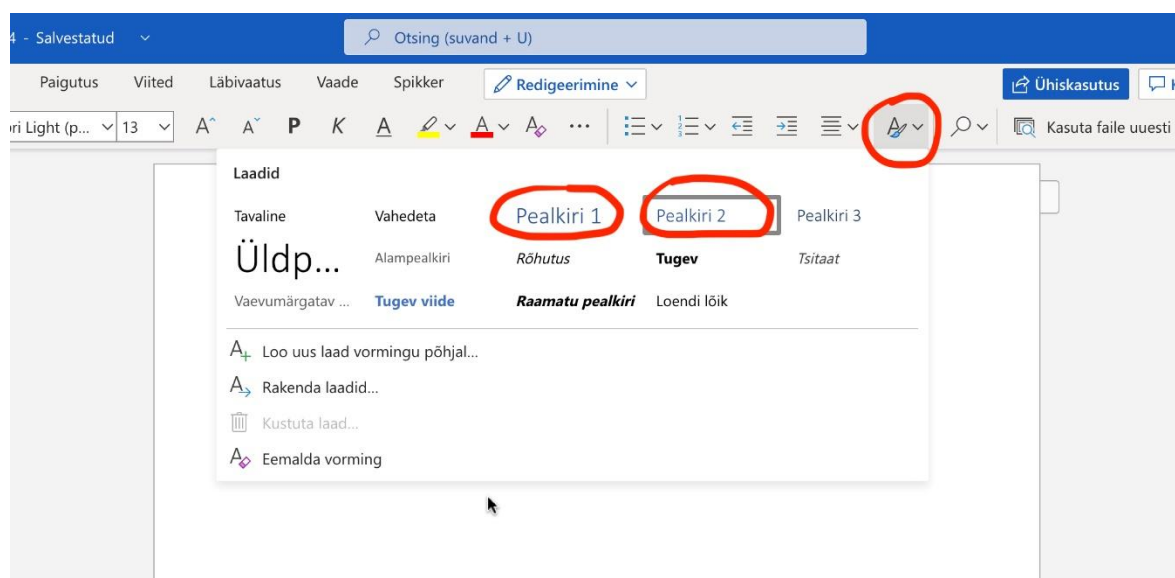 4 - Salvestatud
Otsing (suvand + U)
Paigutus Viited Läbivaatus Vaade Spikker Redigeerimine Ühiskasutus
ri Light (p... 13 A A P K A A A ... Kasuta faile uuesti
Laadid
Tavaline Vahedeta Pealkiri 1 Pealkiri 2 Pealkiri 3
Üldp... Alampealkiri Rõhutus Tugev Tsitaat
Vaevumärgatav ... Tugev viide Raamatu pealkiri Loendi lõik
Loo uus laad vormingu põhjal...
Rakenda laadid...
Kustuta laad...
Eemalda vorming